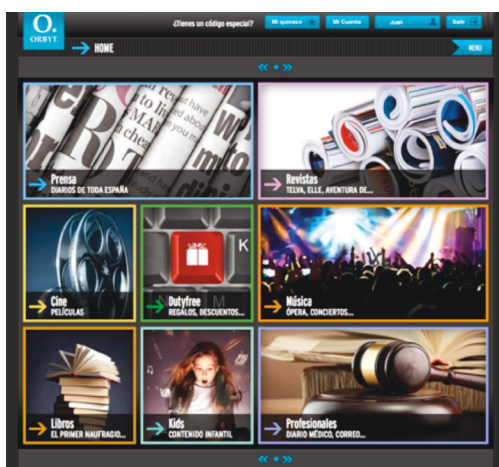 O.
ORBYT.
¿Tienes un código especial?
Mi quiosco
Mi Cuenta
Juan
Salir
HOME
MENU
Prensa
DIARIOS DE TODA ESPAÑA
Revistas
TELVA, ELLE, AVENTURA DE...
Cine
PELÍCULAS
Dutyfree
REGALOS, DESCUENTOS...
Música
ÓPERA, CONCIERTOS...
Libros
EL PRIMER NAUFRAGIO...
Kids
CONTENIDO INFANTIL
Profesionales
DIARIO MÉDICO, CORREO...